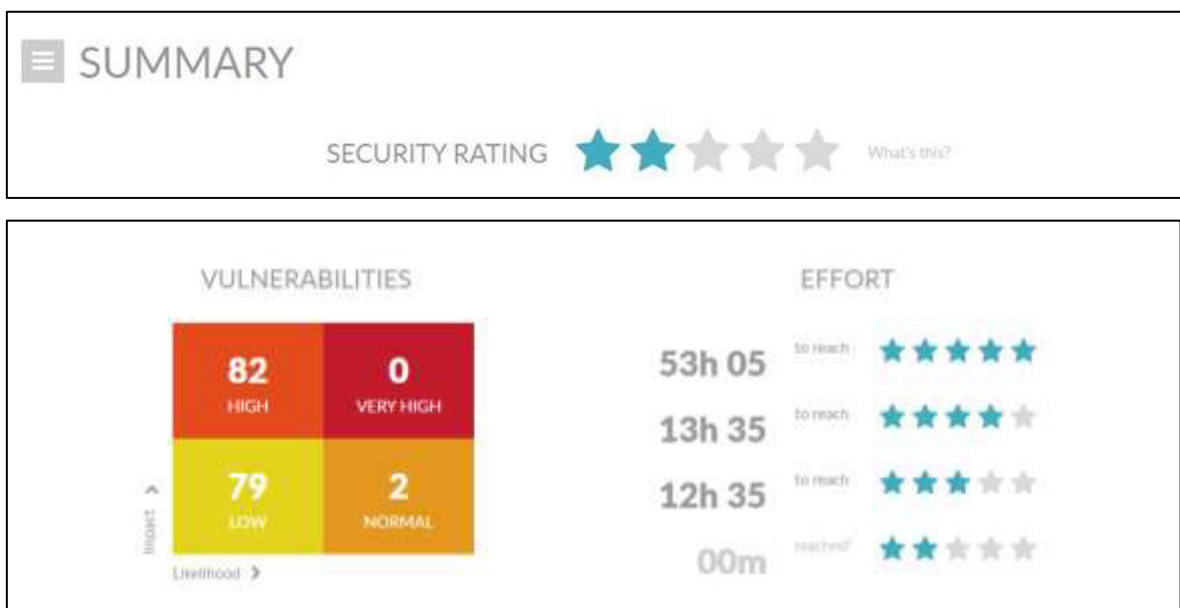 SUMMARY
SECURITY RATING What's this?
VULNERABILITIES
82
HIGH
0
VERY HIGH
79
LOW
2
NORMAL
Impact
Likelihood
EFFORT
53h 05 to reach
13h 35 to reach
12h 35 to reach
00m reached!